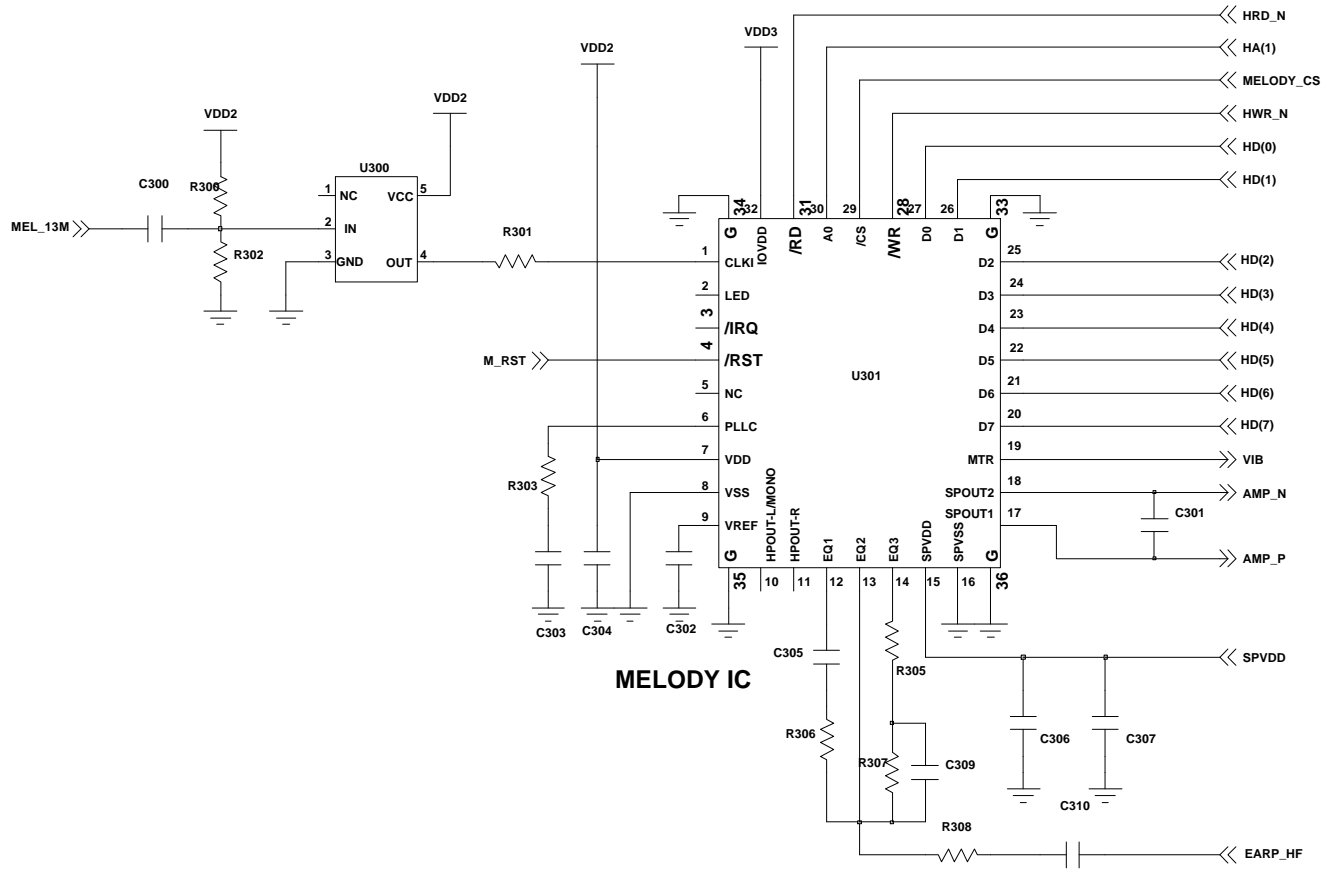 HRD_N
VDD3
HA(1)
VDD2
MELODY_CS
VDD2
VDD2
HWR_N
HD(0)
U300
C300
R300
1
NC
VCC
5
HD(1)
34
32
31
30
29
28
27
26
33
MEL_13M
2
IN
R301
G
IOVDD
/RD
A0
/CS
/WR
D0
D1
G
R302
3
GND
OUT
4
1
CLKI
D2
25
HD(2)
2
LED
D3
24
HD(3)
3
/IRQ
D4
23
HD(4)
M_RST
4
/RST
D5
22
HD(5)
U301
5
NC
D6
21
HD(6)
6
PLLC
D7
20
HD(7)
7
VDD
MTR
19
VIB
R303
8
VSS
SPOUT2
18
AMP_N
9
VREF
SPOUT1
17
C301
G
HPOUT-L/MONO
HPOUT-R
EQ1
EQ2
EQ3
SPVDD
SPVSS
G
AMP_P
35
10
11
12
13
14
15
16
36
C303
C304
C302
C305
R305
SPVDD
MELODY IC
R306
R307
C309
C306
C307
C310
R308
EARP_HF